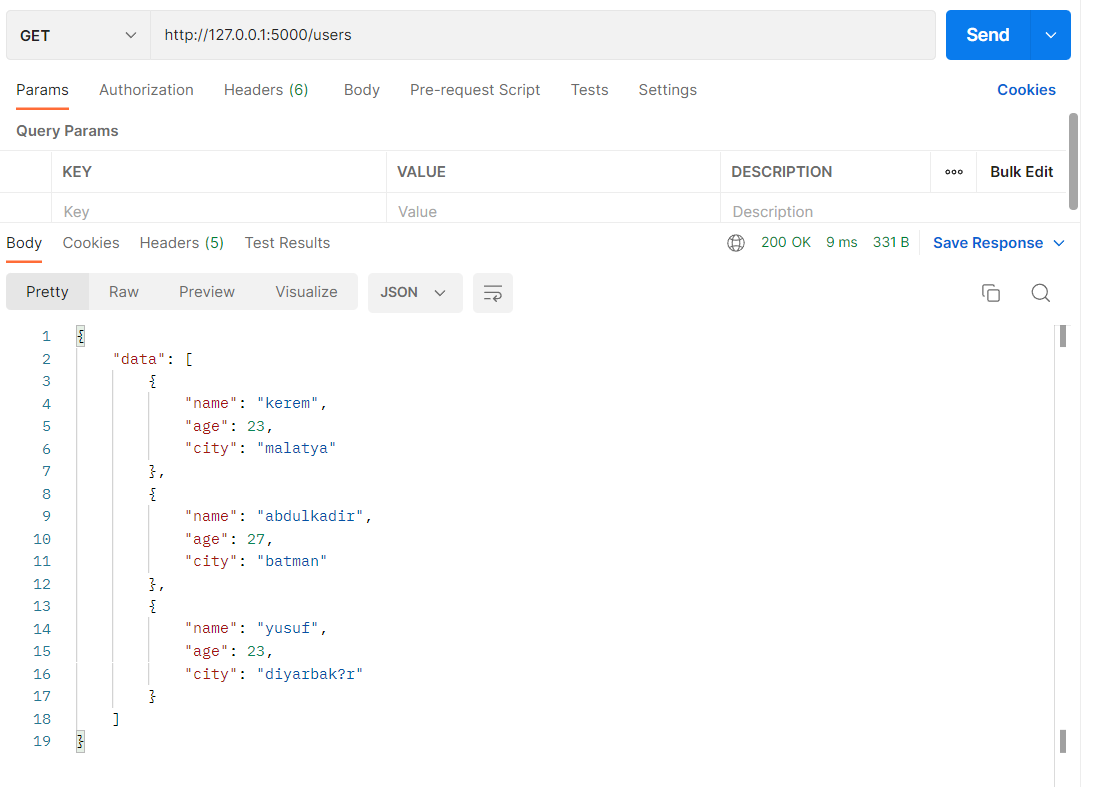 GET http://127.0.0.1:5000/users Send
Params Authorization Headers (6) Body Pre-request Script Tests Settings Cookies
Query Params
KEY VALUE DESCRIPTION ooo Bulk Edit
Key Value Description
Body Cookies Headers (5) Test Results 200 OK 9 ms 331 B Save Response
Pretty Raw Preview Visualize JSON
1 {
2 "data": [
3 {
4 "name": "kerem",
5 "age": 23,
6 "city": "malatya"
7 },
8 {
9 "name": "abdulkadir",
10 "age": 27,
11 "city": "batman"
12 },
13 {
14 "name": "yusuf",
15 "age": 23,
16 "city": "diyarbak?r"
17 }
18 ]
19 }